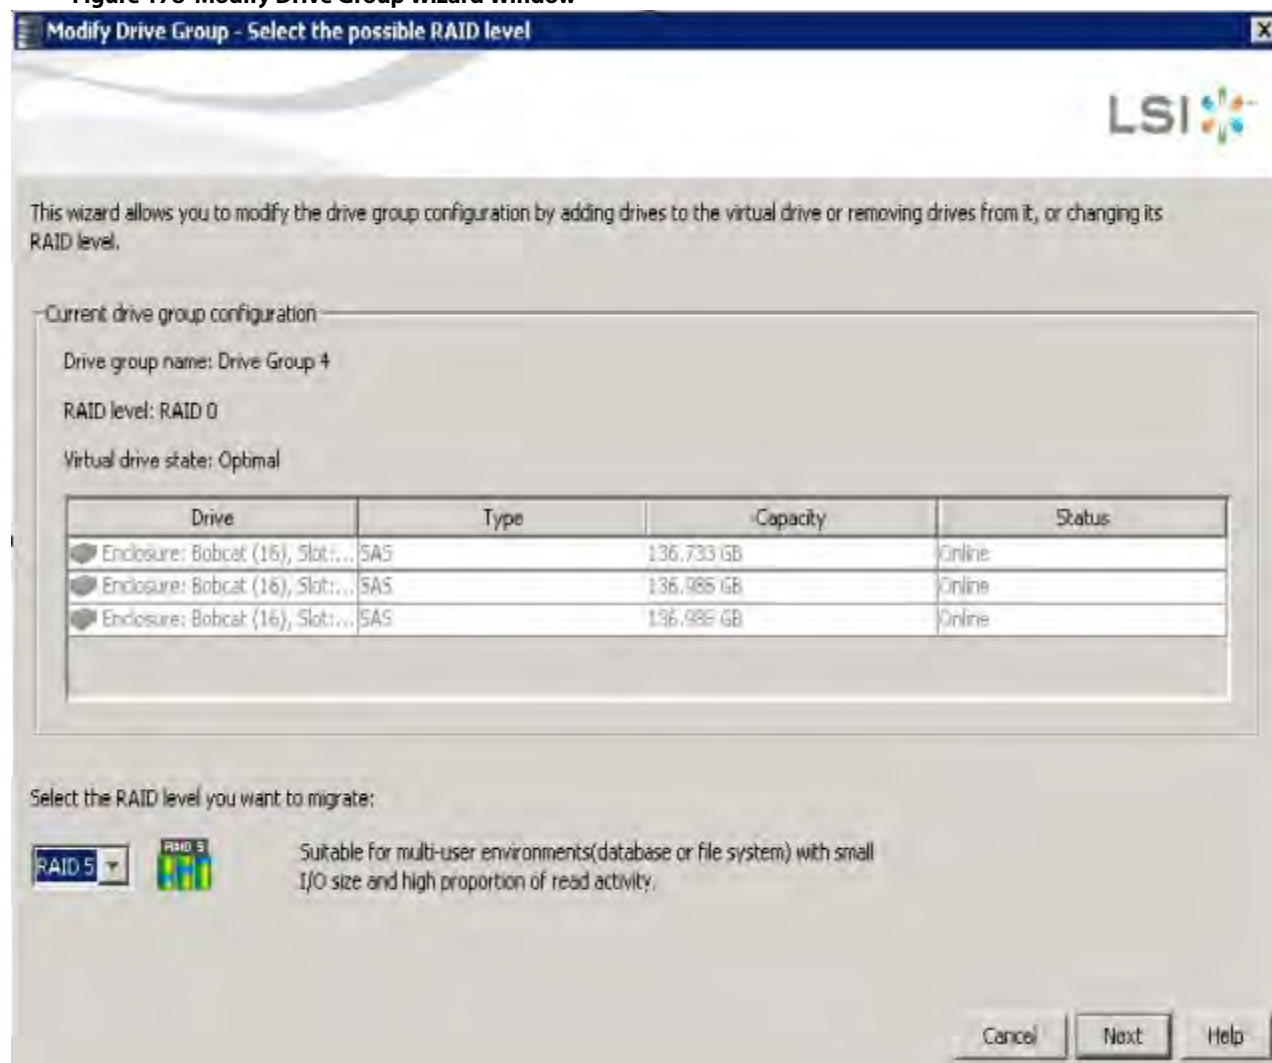 Modify Drive Group - Select the possible RAID level
LSI
This wizard allows you to modify the drive group configuration by adding drives to the virtual drive or removing drives from it, or changing its
RAID level.
Current drive group configuration
Drive group name: Drive Group 4
RAID level: RAID 0
Virtual drive state: Optimal
Drive Type Capacity Status
Enclosure: Bobcat (16), Slot:... SAS 136.733 GB Online
Enclosure: Bobcat (16), Slot:... SAS 136.986 GB Online
Enclosure: Bobcat (16), Slot:... SAS 136.986 GB Online
Select the RAID level you want to migrate:
RAID 5
RAID 5
Suitable for multi-user environments(database or file system) with small
I/O size and high proportion of read activity.
Cancel Next Help